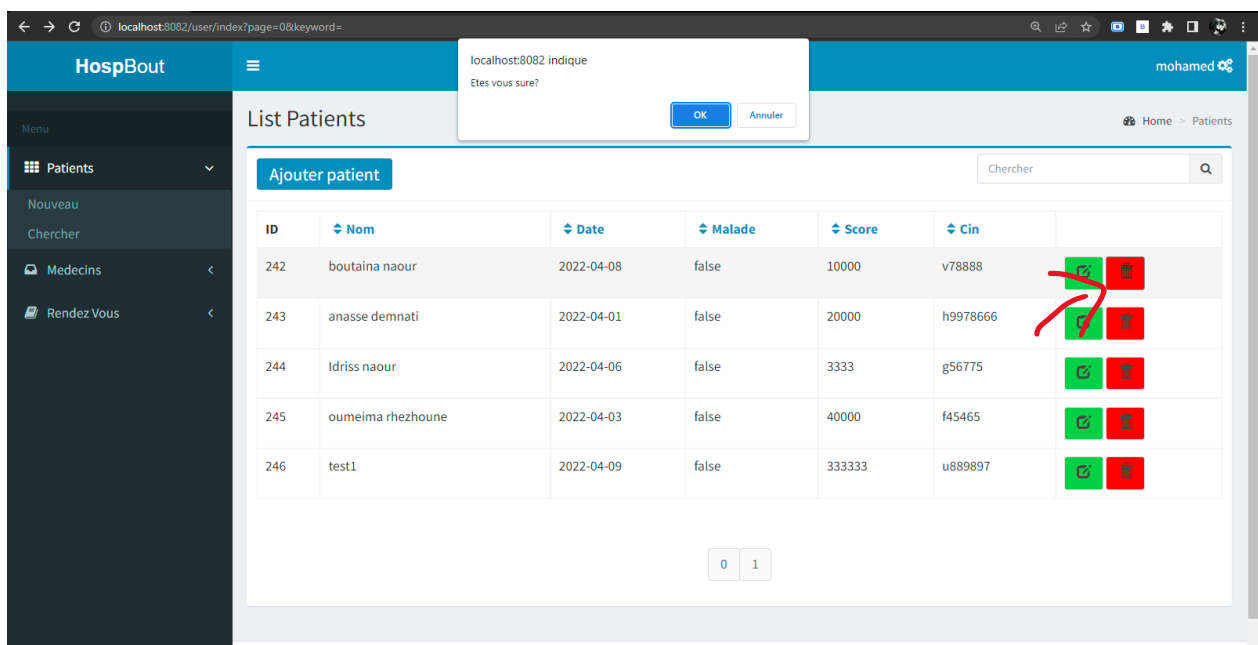 localhost:8082/user/index?page=0&keyword=
HospBout
mohamed
localhost:8082 indique
Etes vous sure?
OK Annuler
List Patients
Home > Patients
Menu
Patients
Nouveau
Chercher
Medecins
Rendez Vous
Ajouter patient
Chercher
ID Nom Date Malade Score Cin
242 boutaina naour 2022-04-08 false 10000 v78888
243 anasse demnati 2022-04-01 false 20000 h9978666
244 Idriss naour 2022-04-06 false 3333 g56775
245 oumeima rhezhoune 2022-04-03 false 40000 f45465
246 test1 2022-04-09 false 333333 u889897
0 1